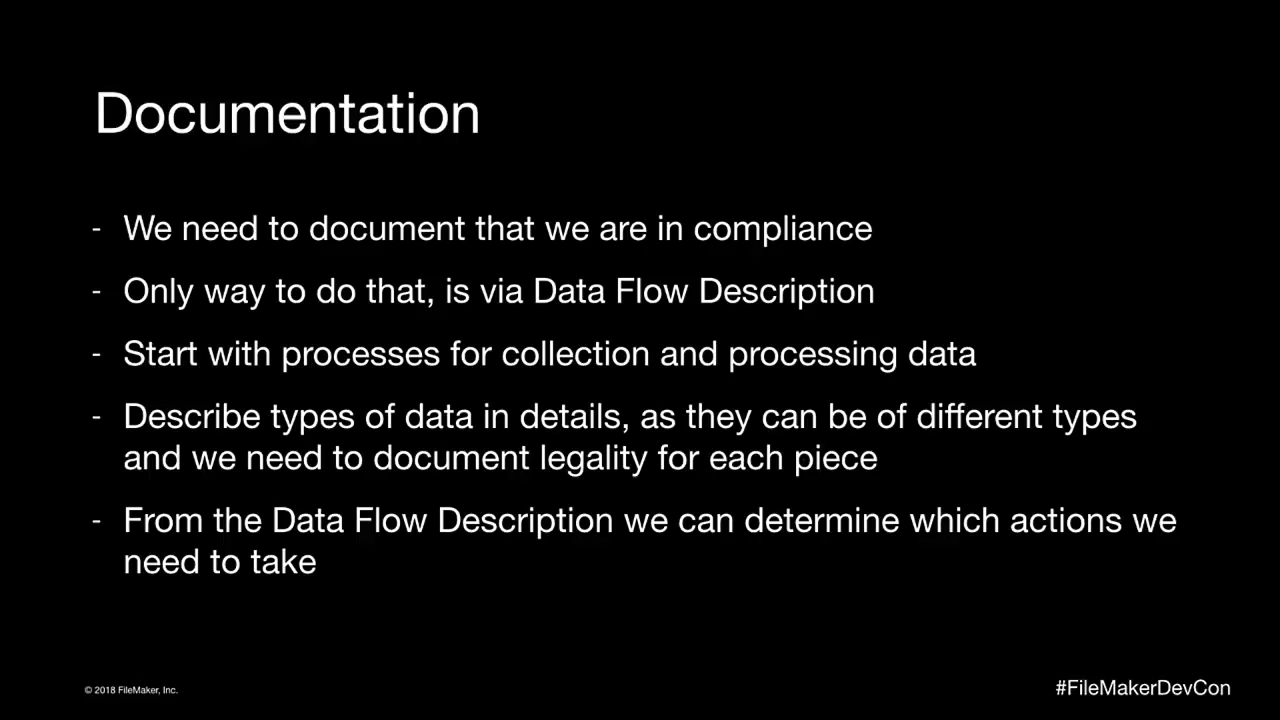 Documentation
- We need to document that we are in compliance
- Only way to do that, is via Data Flow Description
- Start with processes for collection and processing data
- Describe types of data in details, as they can be of different types
and we need to document legality for each piece
- From the Data Flow Description we can determine which actions we
need to take
© 2018 FileMaker, Inc.
#FileMakerDevCon